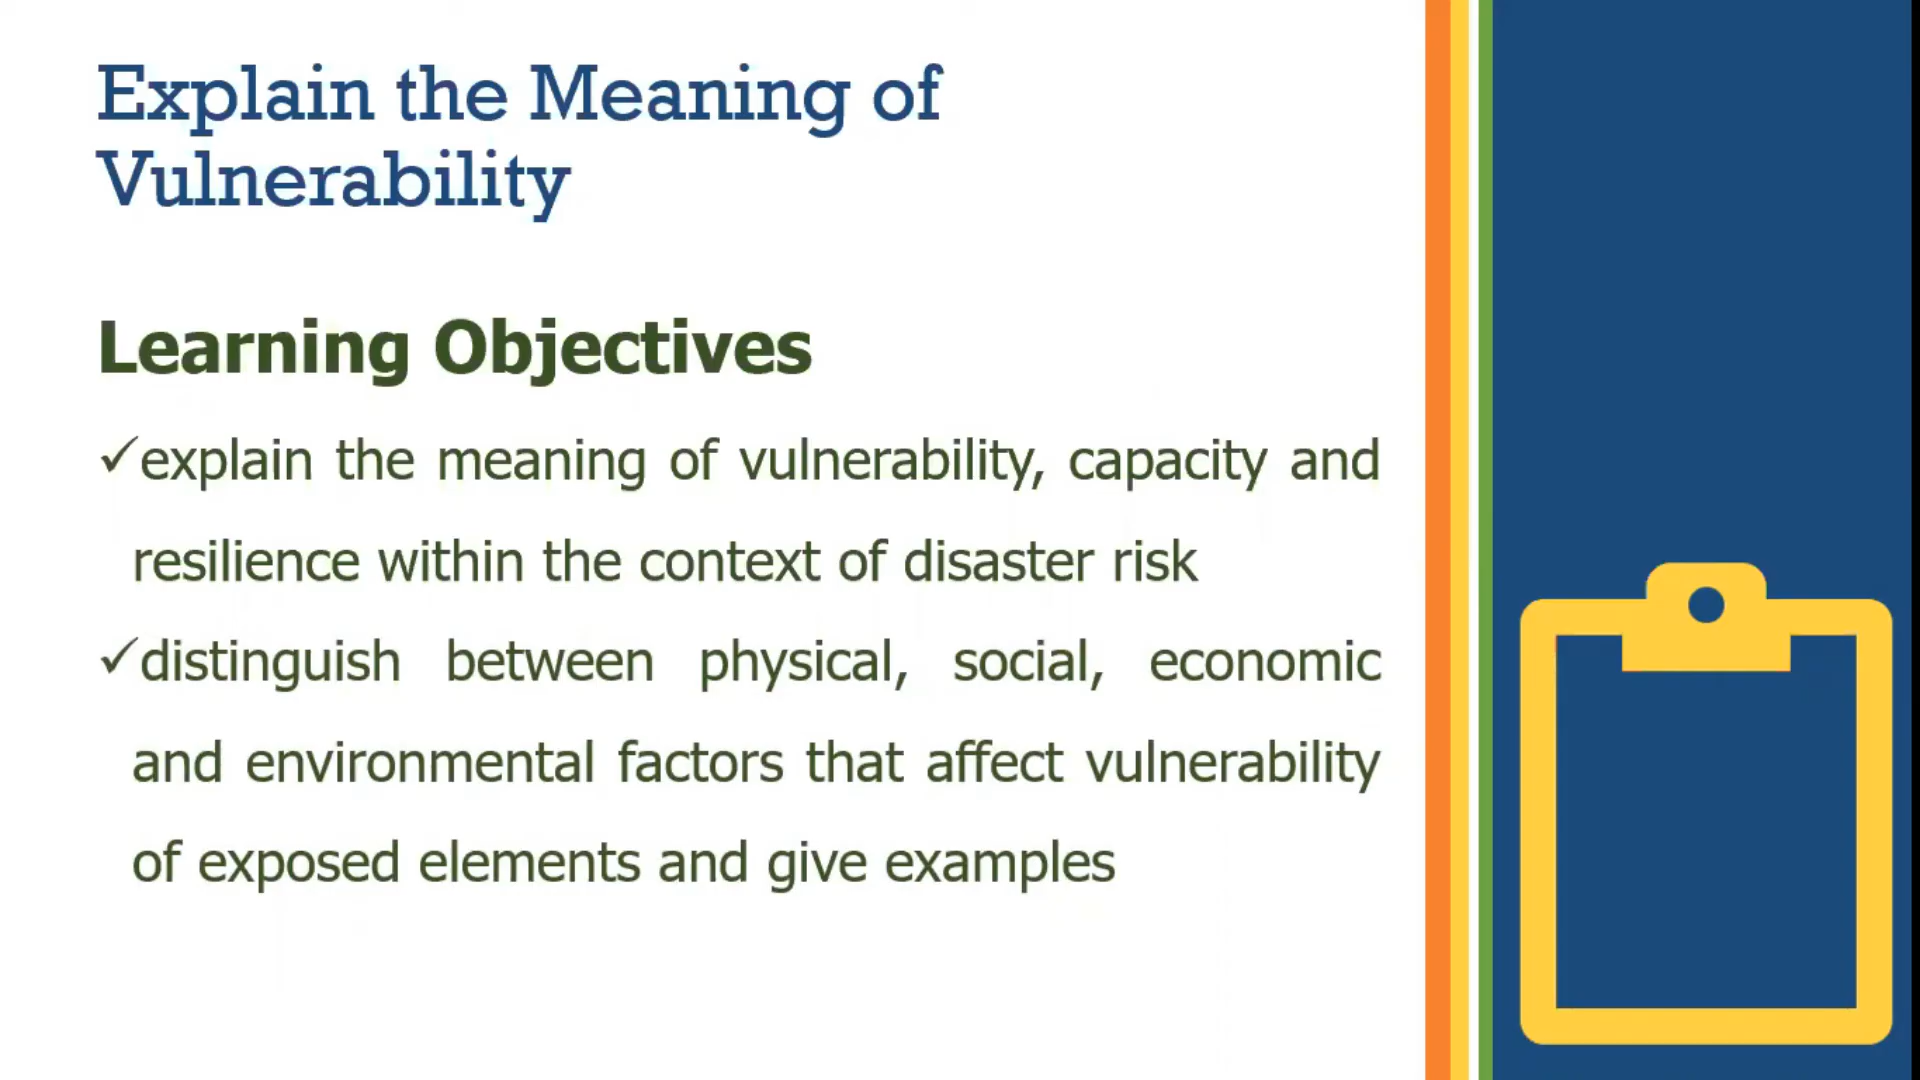 Explain the Meaning of
Vulnerability
Learning Objectives
✓explain the meaning of vulnerability, capacity and
resilience within the context of disaster risk
✓distinguish between physical, social, economic
and environmental factors that affect vulnerability
of exposed elements and give examples